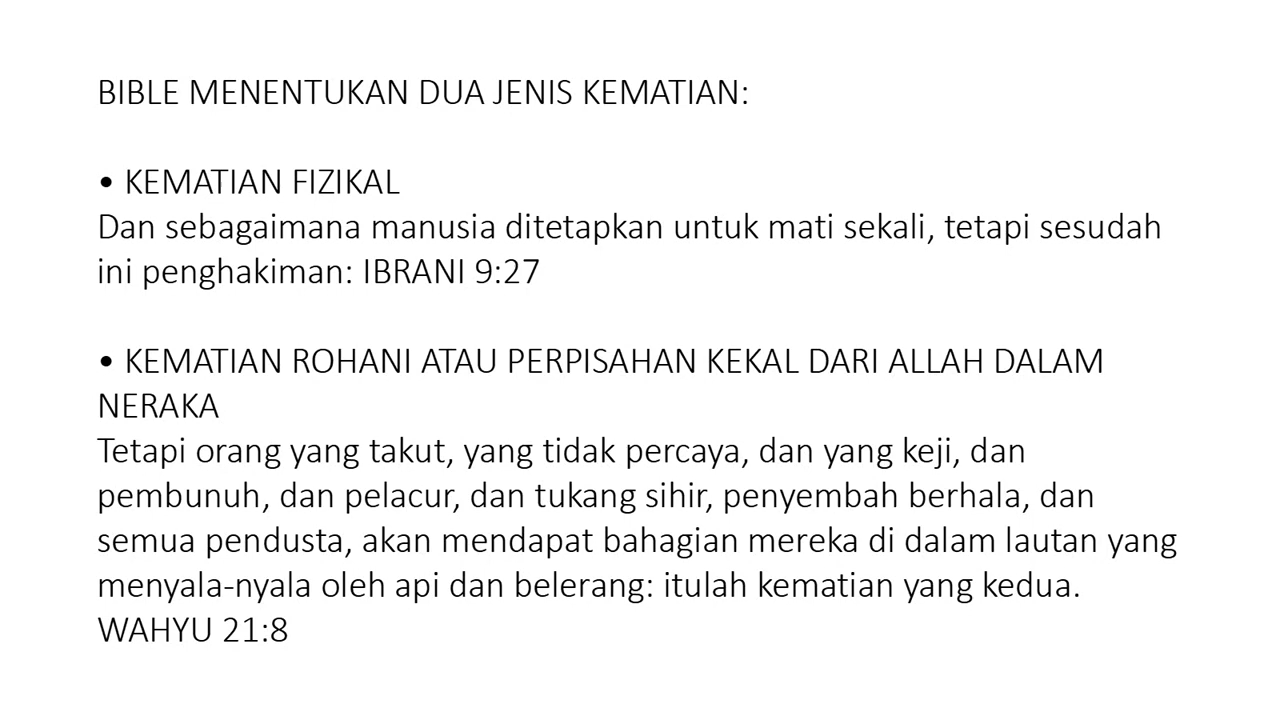 BIBLE MENENTUKAN DUA JENIS KEMATIAN:
• KEMATIAN FIZIKAL
Dan sebagaimana manusia ditetapkan untuk mati sekali, tetapi sesudah
ini penghakiman: IBRANI 9:27
• KEMATIAN ROHANI ATAU PERPISAHAN KEKAL DARI ALLAH DALAM
NERAKA
Tetapi orang yang takut, yang tidak percaya, dan yang keji, dan
pembunuh, dan pelacur, dan tukang sihir, penyembah berhala, dan
semua pendusta, akan mendapat bahagian mereka di dalam lautan yang
menyala-nyala oleh api dan belerang: itulah kematian yang kedua.
WAHYU 21:8